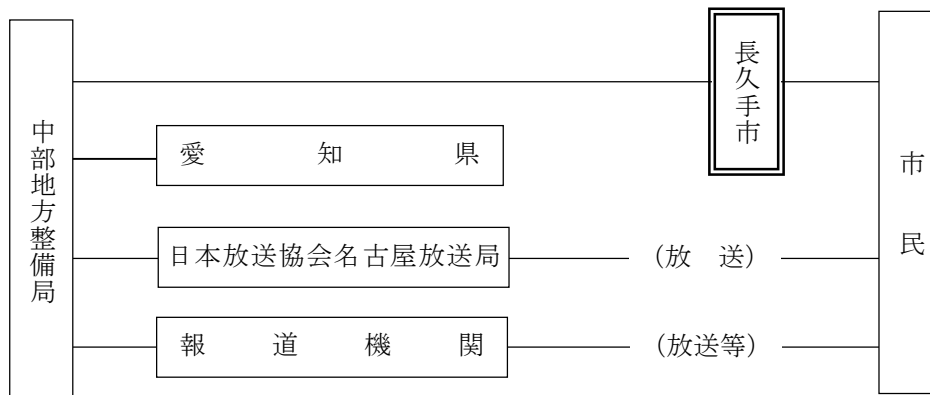 中部地方整備局
長久手市
愛知県
日本放送協会名古屋放送局
(放送)
報道機関
(放送等)
市民